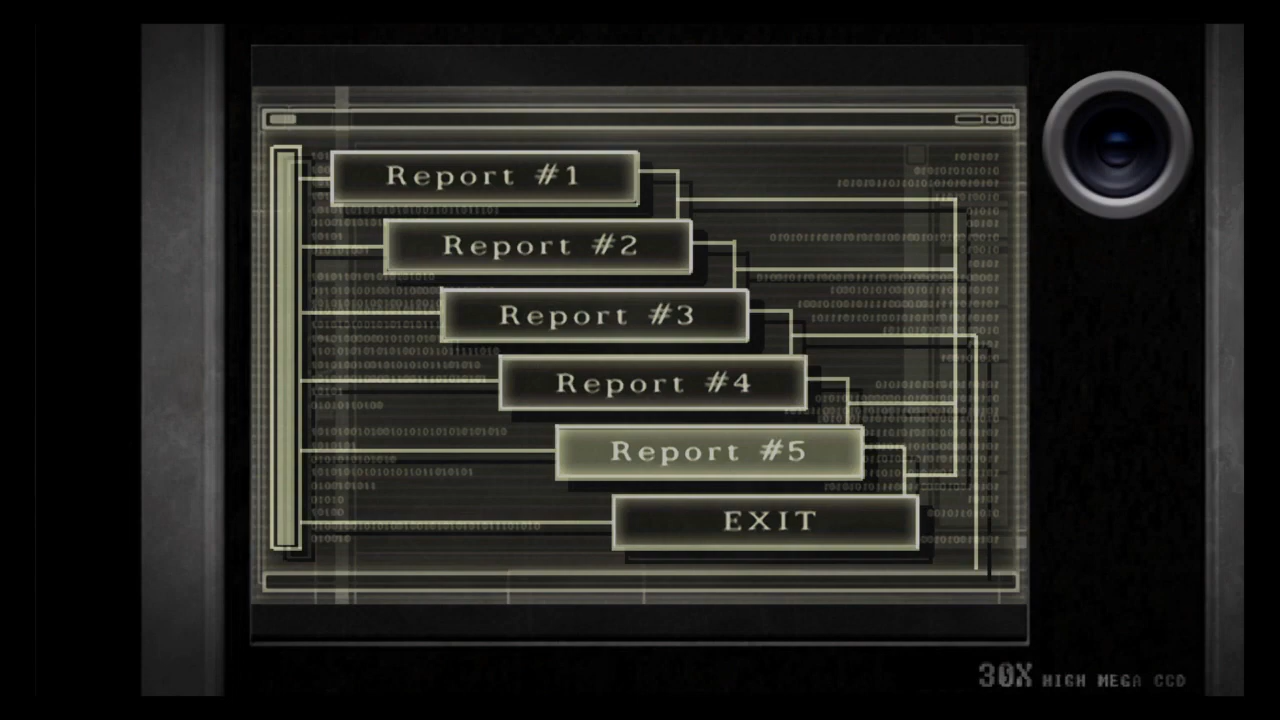 Report #1
Report #2
Report #3
Report #4
Report #5
EXIT
30X HIGH MEGA CCD